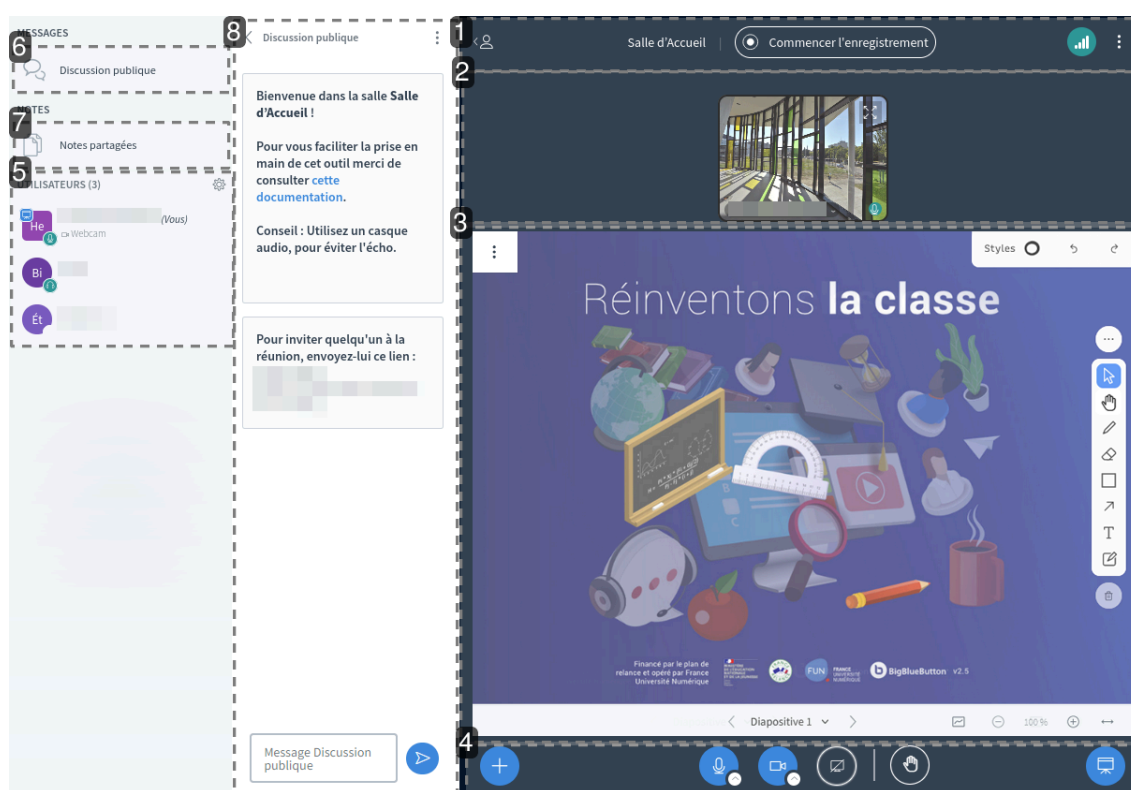 MESSAGES
6
Discussion publique
NOTES
7
Notes partagées
5
UTILISATEURS (3)
He
(Vous)
Webcam
Bi
Ét
8
Discussion publique
Bienvenue dans la salle Salle
d'Accueil !
Pour vous faciliter la prise en
main de cet outil merci de
consulter cette
documentation.
Conseil : Utilisez un casque
audio, pour éviter l'écho.
Pour inviter quelqu'un à la
réunion, envoyez-lui ce lien :
Message Discussion
publique
1
Salle d'Accueil
Commencer l'enregistrement
2
3
Styles
Réinventons la classe
B
C
T
Financé par le plan de
relance et opéré par France
Université Numérique
FUN
FRANCE
UNIVERSITÉ
NUMÉRIQUE
b
BigBlueButton v2.5
Diapositive 1
100 %
4